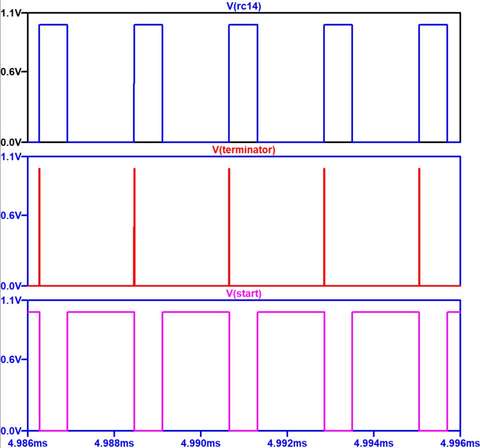 V(rc14)
1.1V
0.6V
0.0V
V(terminator)
1.1V
0.6V
0.0V
V(start)
1.1V
0.6V
0.0V
4.986ms 4.988ms 4.990ms 4.992ms 4.994ms 4.996ms